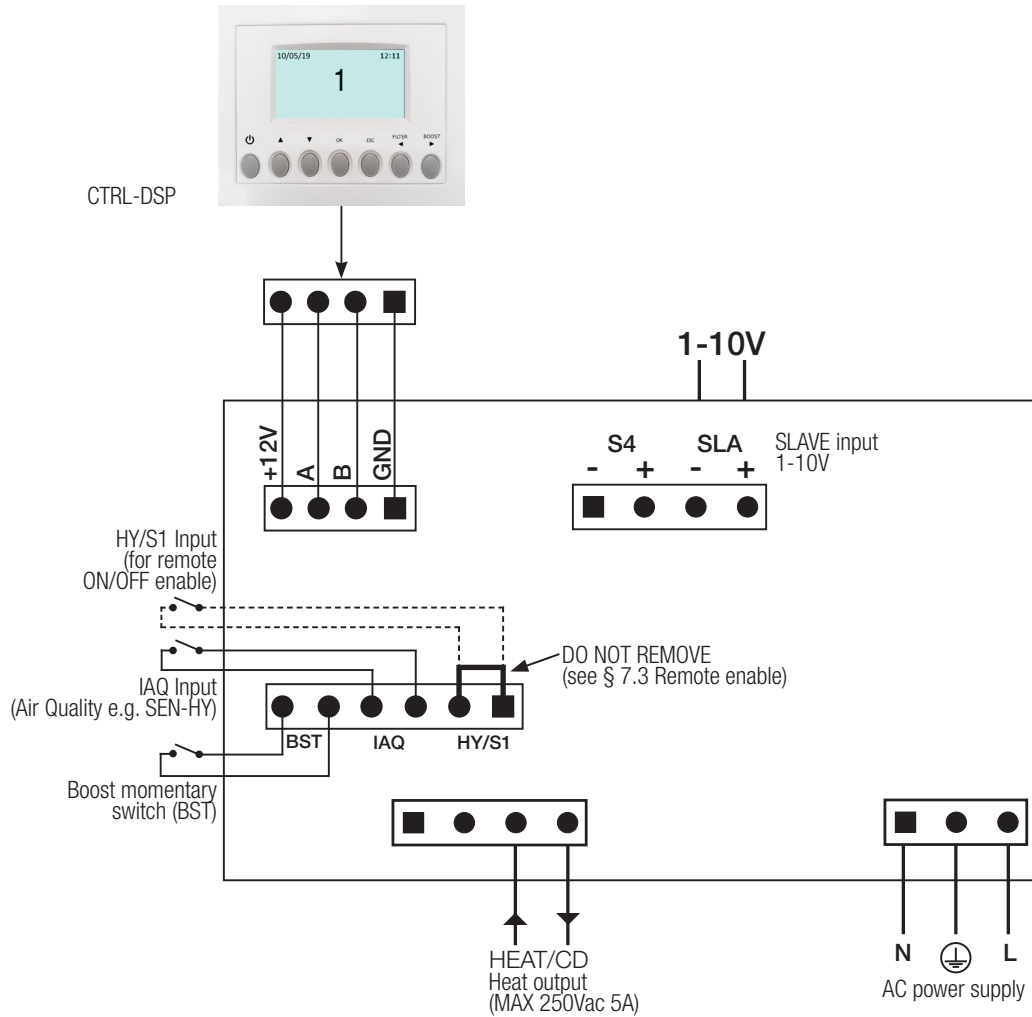 10/05/19 12:11
1
OK ESC FILTER BOOST
CTRL-DSP
1-10V
+12V
A
B
GND
S4 SLA
- + - +
SLAVE input
1-10V
HY/S1 Input
(for remote
ON/OFF enable)
DO NOT REMOVE
(see § 7.3 Remote enable)
IAQ Input
(Air Quality e.g. SEN-HY)
BST IAQ HY/S1
Boost momentary
switch (BST)
HEAT/CD
Heat output
(MAX 250Vac 5A)
N L
AC power supply